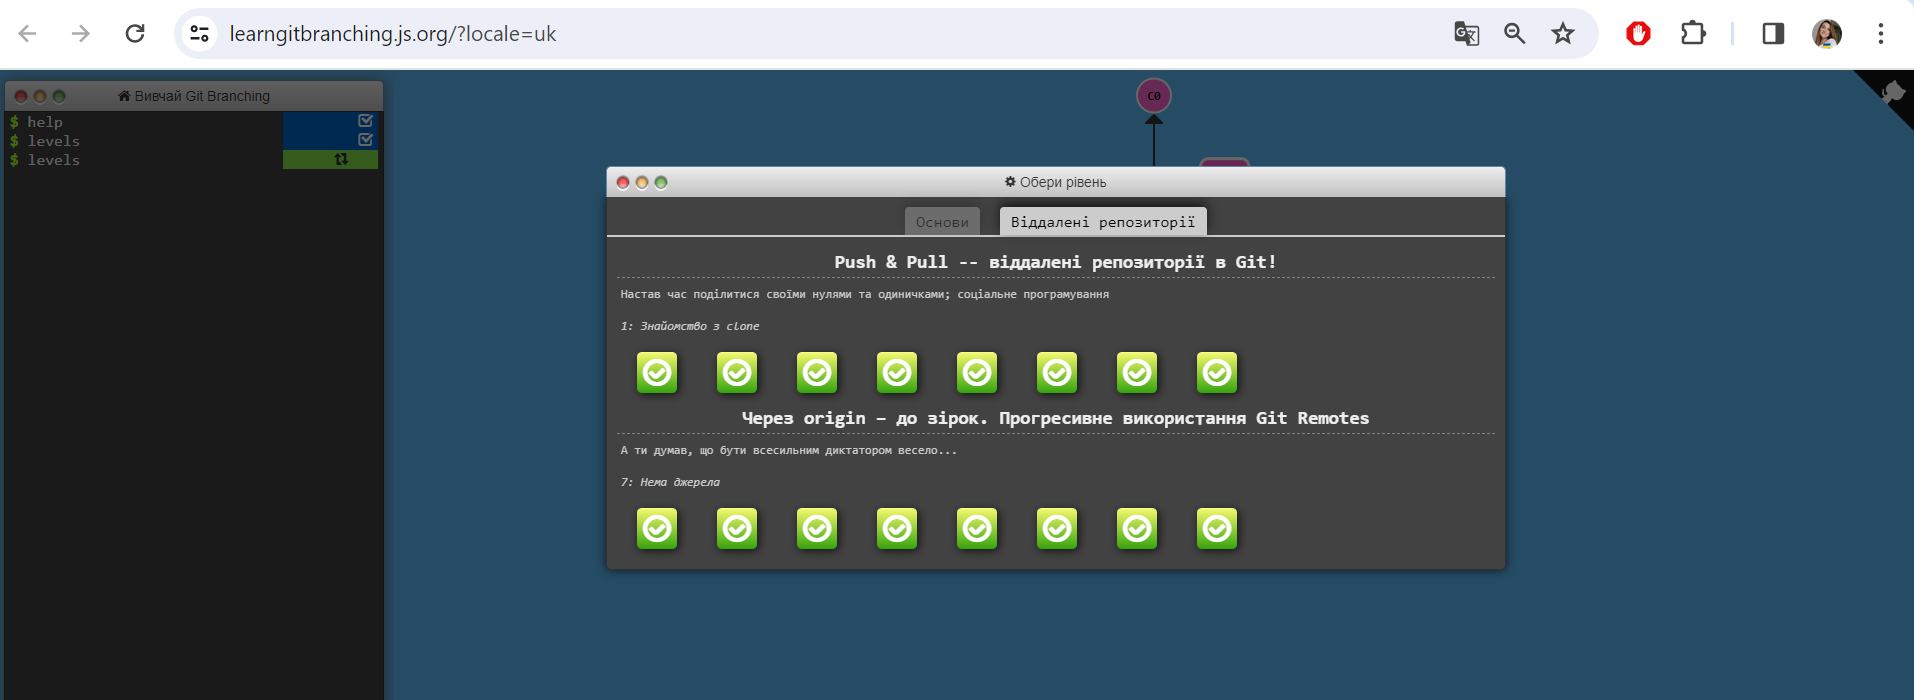 learngitbranching.js.org/?locale=uk
Вивчай Git Branching
$ help
$ levels
$ levels
C0
Обери рівень
Основи
Віддалені репозиторії
Push & Pull -- віддалені репозиторії в Git!
Настав час поділитися своїми нулями та одиничками; соціальне програмування
1: Знайомство з clone
Через origin – до зірок. Прогресивне використання Git Remotes
А ти думав, що бути всесильним диктатором весело...
7: Нема джерела